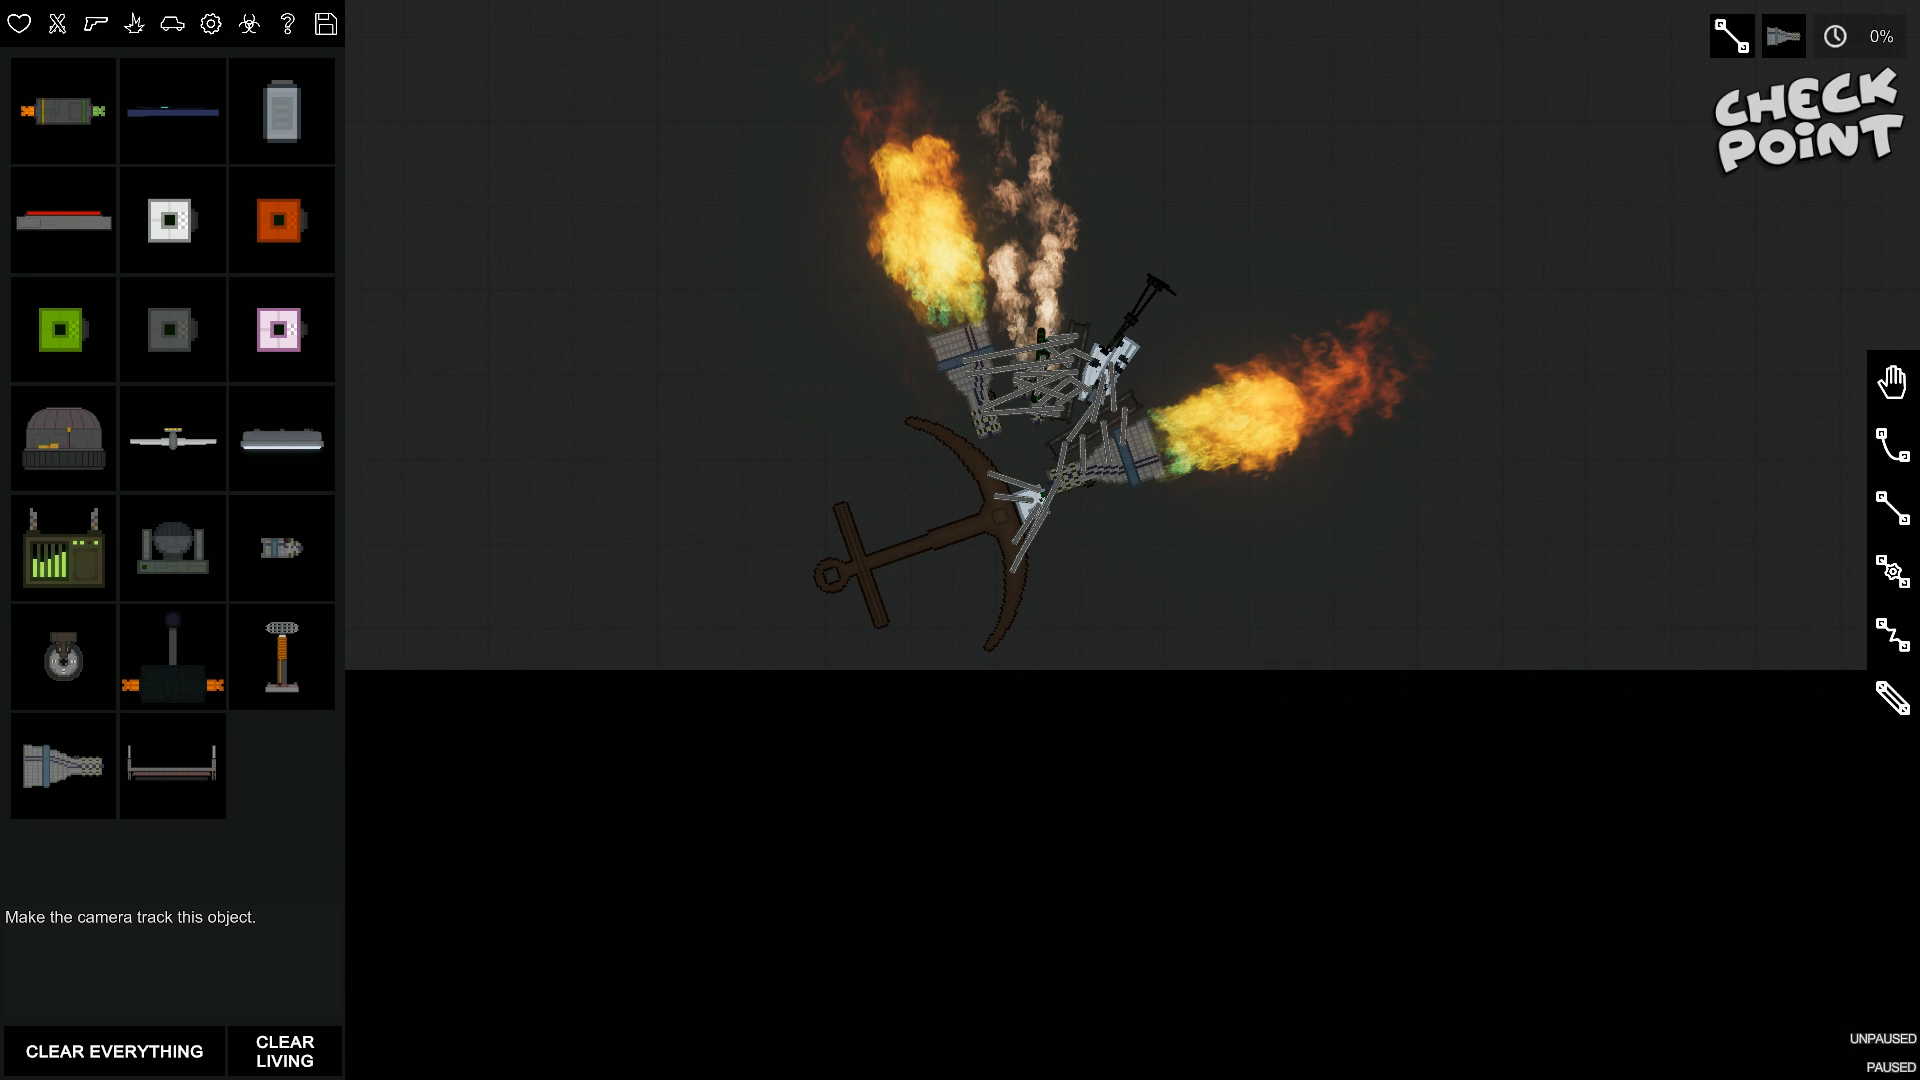 ?
0%
CHECK
POINT
Make the camera track this object.
CLEAR EVERYTHING
CLEAR
LIVING
UNPAUSED
PAUSED